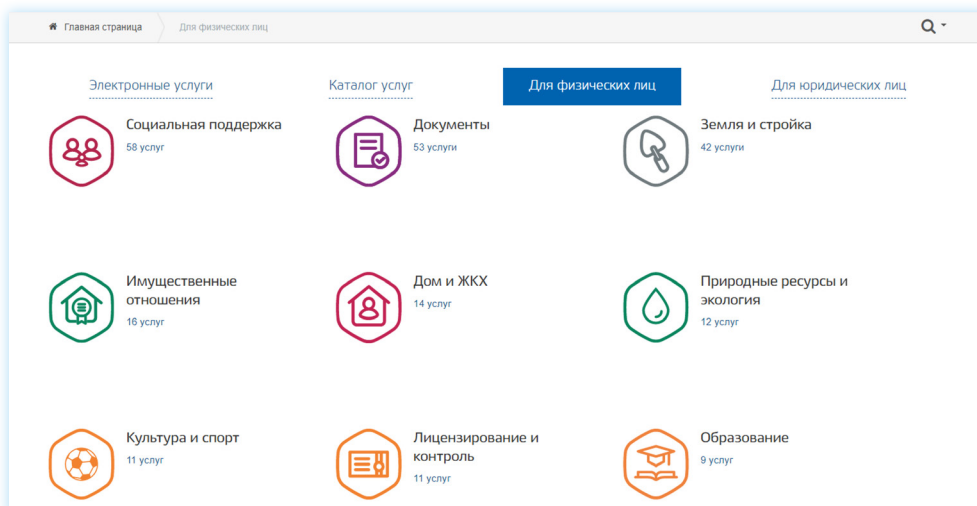 Главная страница
Для физических лиц
Электронные услуги
Каталог услуг
Для физических лиц
Для юридических лиц
Социальная поддержка
58 услуг
Документы
53 услуги
Земля и стройка
42 услуги
Имущественные
отношения
16 услуг
Дом и ЖКХ
14 услуг
Природные ресурсы и
экология
12 услуг
Культура и спорт
11 услуг
Лицензирование и
контроль
11 услуг
Образование
9 услуг